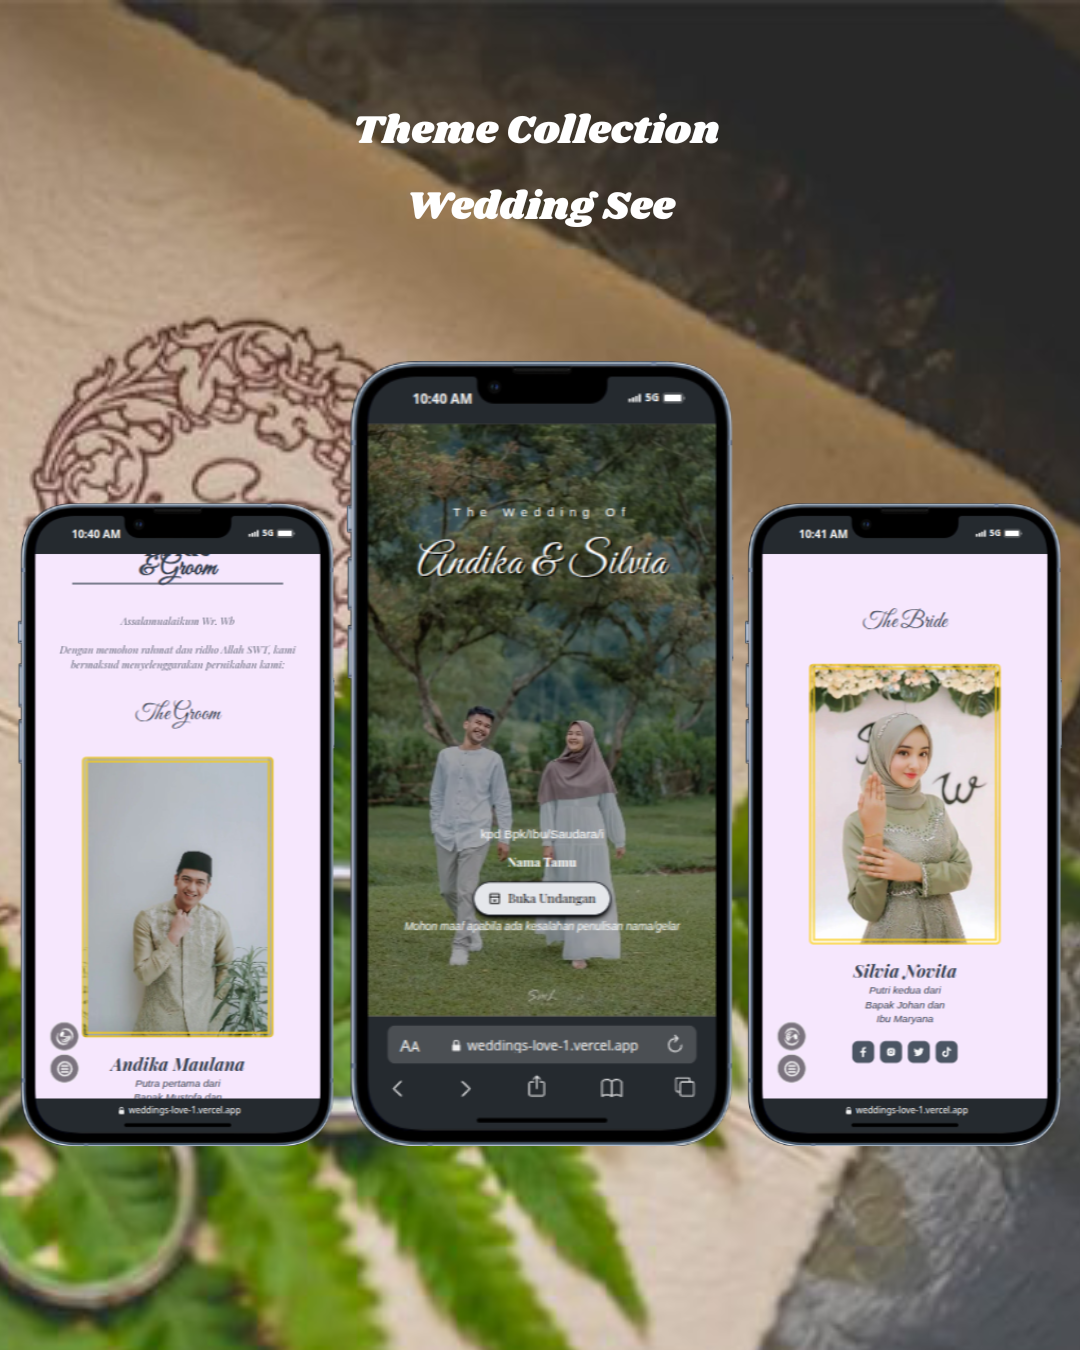 Theme Collection
Wedding See
10:40 AM
5G
& Groom
Assalamualaikum Wr. Wb
Dengan memohon rahmat dan ridho Allah SWT, kami
bermaksud menyelenggarakan pernikahan kami:
The Groom
Andika Maulana
Putra pertama dari
Bapak Mustofa dan
weddings-love-1.vercel.app
10:40 AM
5G
The Wedding Of
Andika & Silvia
kpd Bpk/Ibu/Saudara/i
Nama Tamu
Buka Undangan
Mohon maaf apabila ada kesalahan penulisan nama/gelar
AA
weddings-love-1.vercel.app
10:41 AM
5G
The Bride
W
Silvia Novita
Putri kedua dari
Bapak Johan dan
Ibu Maryana
weddings-love-1.vercel.app